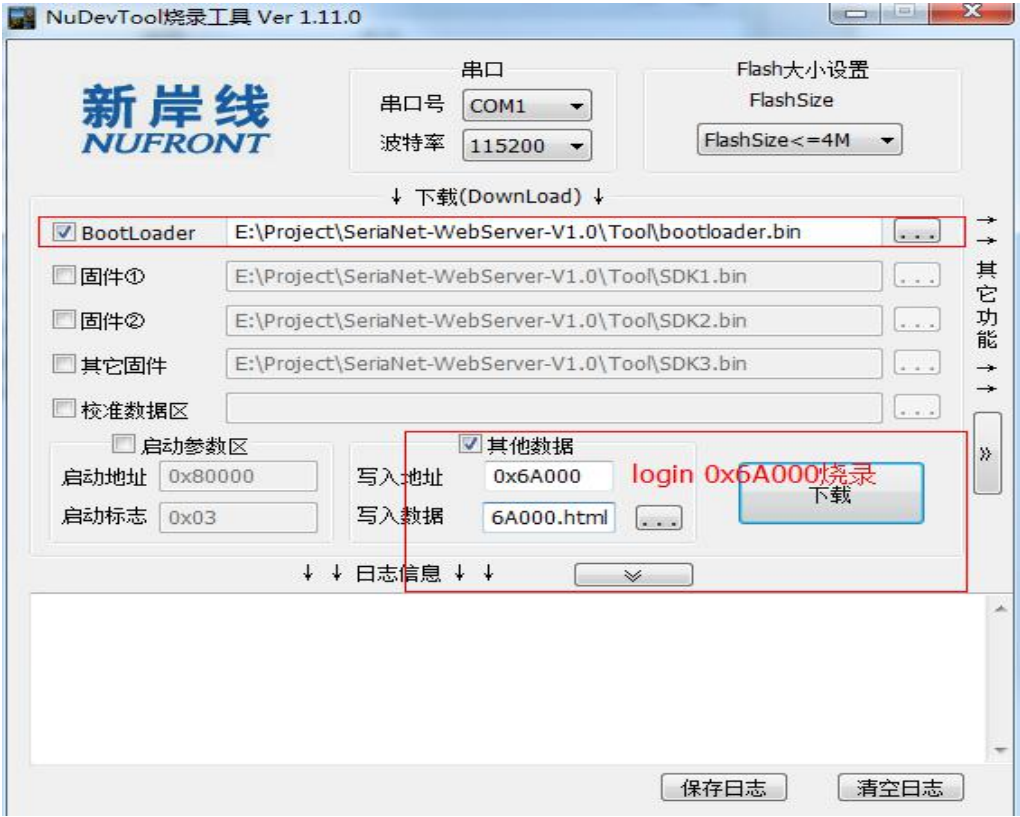 NuDevTool烧录工具 Ver 1.11.0
新岸线
NUFRONT
串口
串口号 COM1
波特率 115200
Flash大小设置
FlashSize
FlashSize<=4M
↓ 下载(DownLoad) ↓
BootLoader E:\Project\SeriaNet-WebServer-V1.0\Tool\bootloader.bin ...
固件① E:\Project\SeriaNet-WebServer-V1.0\Tool\SDK1.bin ...
固件② E:\Project\SeriaNet-WebServer-V1.0\Tool\SDK2.bin ...
其它固件 E:\Project\SeriaNet-WebServer-V1.0\Tool\SDK3.bin ...
校准数据区 ...
→→其它功能→→
»
启动参数区
启动地址 0x80000
启动标志 0x03
其他数据
写入地址 0x6A000
写入数据 6A000.html ...
login 0x6A000烧录
下载
↓ ↓ 日志信息 ↓ ↓
保存日志 清空日志